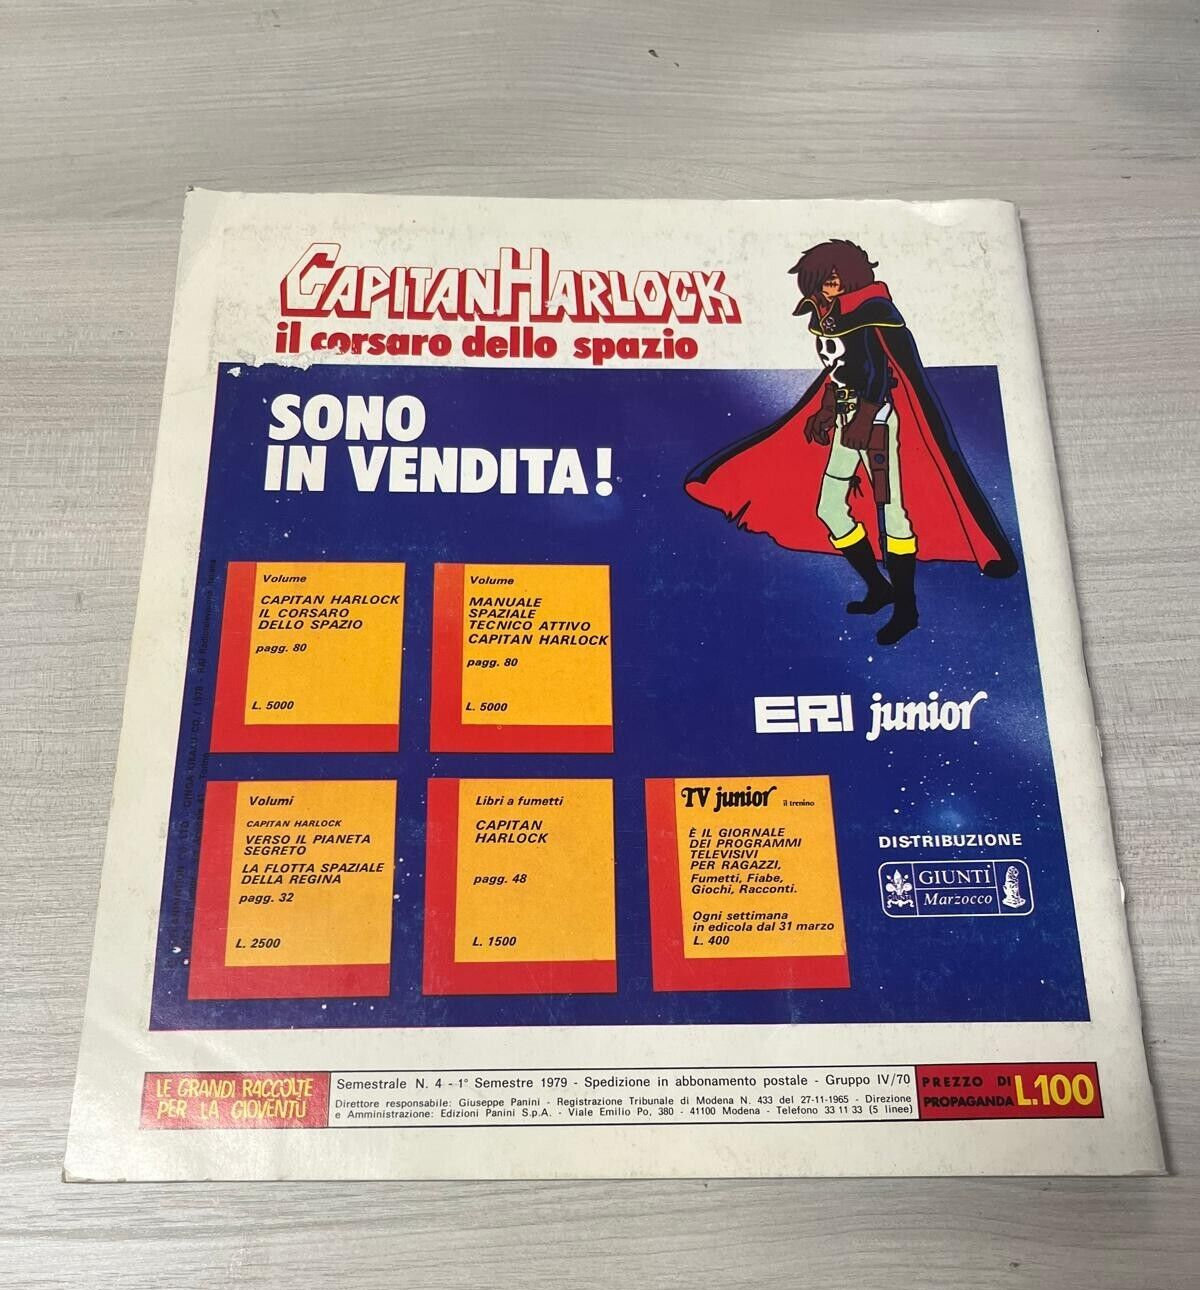 CAPITAN HARLOCK
il corsaro dello spazio
SONO
IN VENDITA!
Volume
CAPITAN HARLOCK
IL CORSARO
DELLO SPAZIO
pagg. 80
L. 5000
Volume
MANUALE
SPAZIALE
TECNICO ATTIVO
CAPITAN HARLOCK
pagg. 80
L. 5000
ERI junior
Volumi
CAPITAN HARLOCK
VERSO IL PIANETA
SEGRETO
LA FLOTTA SPAZIALE
DELLA REGINA
pagg. 32
L. 2500
Libri a fumetti
CAPITAN
HARLOCK
pagg. 48
L. 1500
TV junior il trenino
È IL GIORNALE
DEI PROGRAMMI
TELEVISIVI
PER RAGAZZI,
Fumetti, Fiabe,
Giochi, Racconti.
Ogni settimana
in edicola dal 31 marzo
L. 400
DISTRIBUZIONE
GIUNTI
Marzocco
LE GRANDI RACCOLTE
PER LA GIOVENTÙ
Semestrale N. 4 - 1° Semestre 1979 - Spedizione in abbonamento postale - Gruppo IV/70
Direttore responsabile: Giuseppe Panini - Registrazione Tribunale di Modena N. 433 del 27-11-1965 - Direzione
e Amministrazione: Edizioni Panini S.p.A. - Viale Emilio Po, 380 - 41100 Modena - Telefono 33 11 33 (5 linee)
PREZZO DI
PROPAGANDA L.100